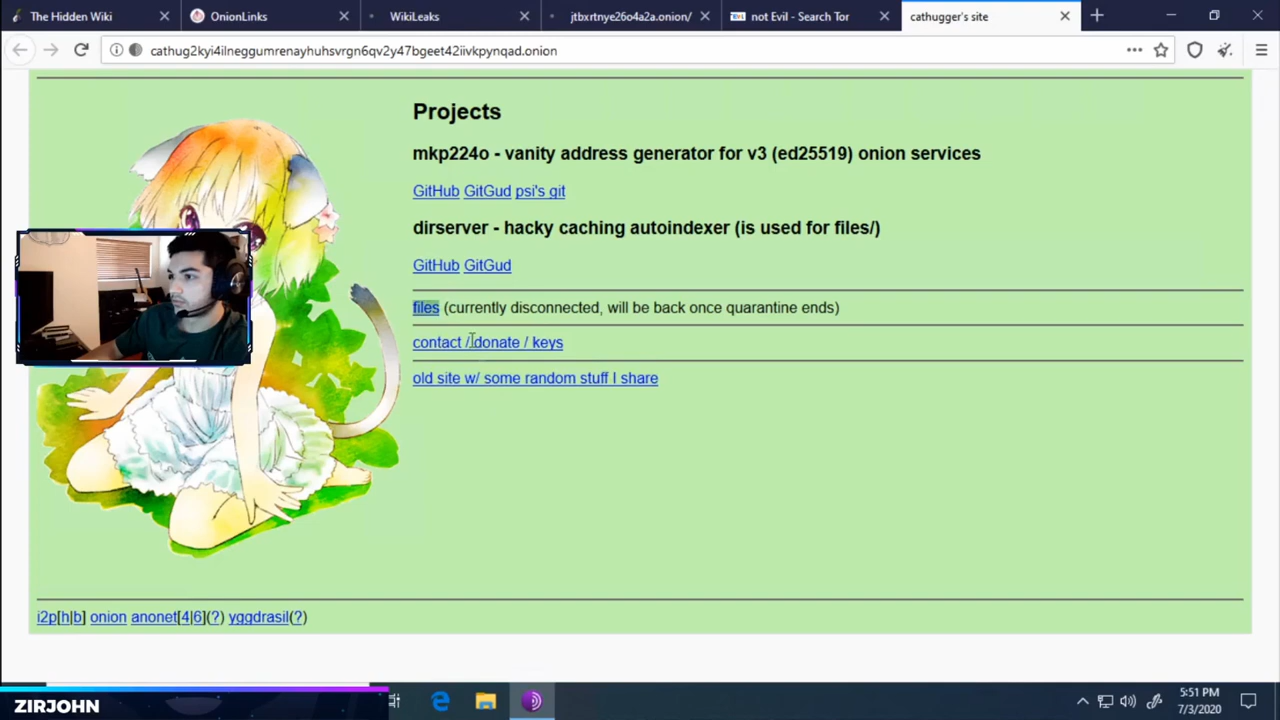 The Hidden Wiki
OnionLinks
WikiLeaks
jtbxrtnye26o4a2a.onion/
not Evil - Search Tor
cathugger's site
cathug2kyi4ilneggumrenayhuhsvrgn6qv2y47bgeet42iivkpynqad.onion
Projects
mkp224o - vanity address generator for v3 (ed25519) onion services
GitHub GitGud psi's git
dirserver - hacky caching autoindexer (is used for files/)
GitHub GitGud
files (currently disconnected, will be back once quarantine ends)
contact / donate / keys
old site w/ some random stuff I share
i2p[h|b] onion anonet[4|6](?) yggdrasil(?)
ZIRJOHN
5:51 PM
7/3/2020